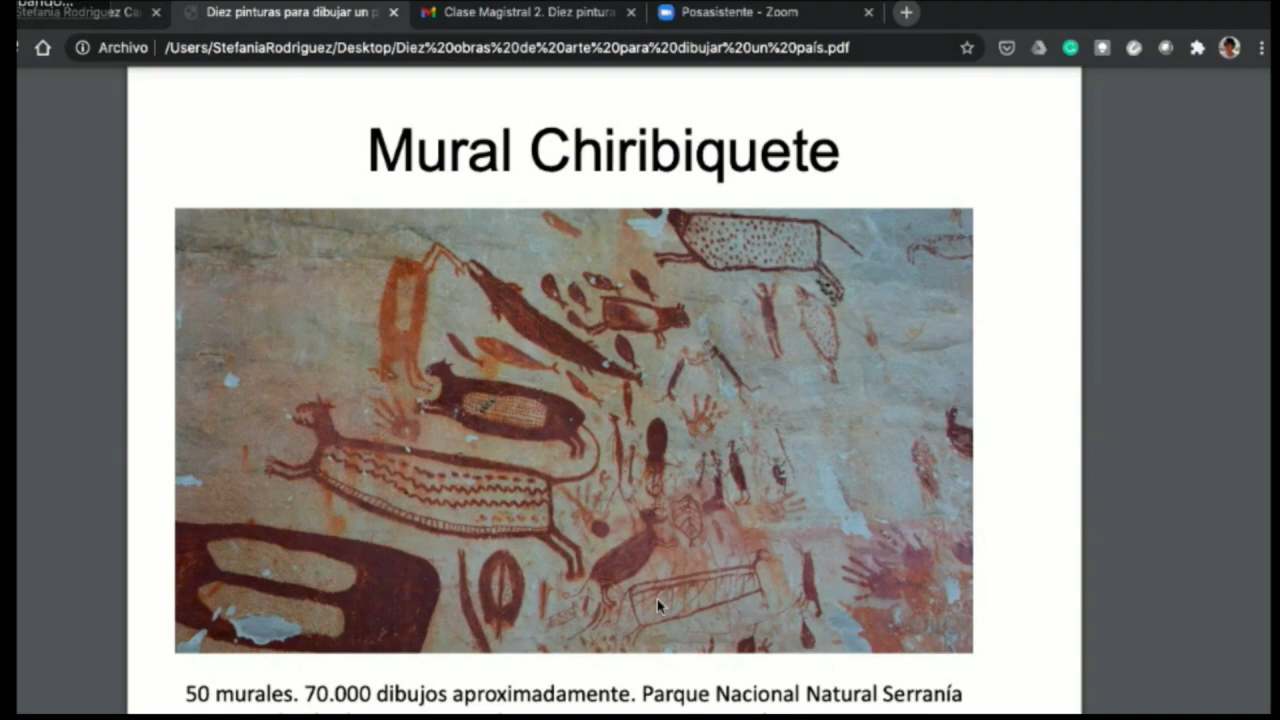 Stefania Rodriguez Ca
Diez pinturas para dibujar un p
Clase Magistral 2. Diez pintura
Posasistente - Zoom
Archivo
/Users/StefaniaRodriguez/Desktop/Diez%20obras%20de%20arte%20para%20dibujar%20un%20país.pdf
Mural Chiribiquete
50 murales. 70.000 dibujos aproximadamente. Parque Nacional Natural Serranía